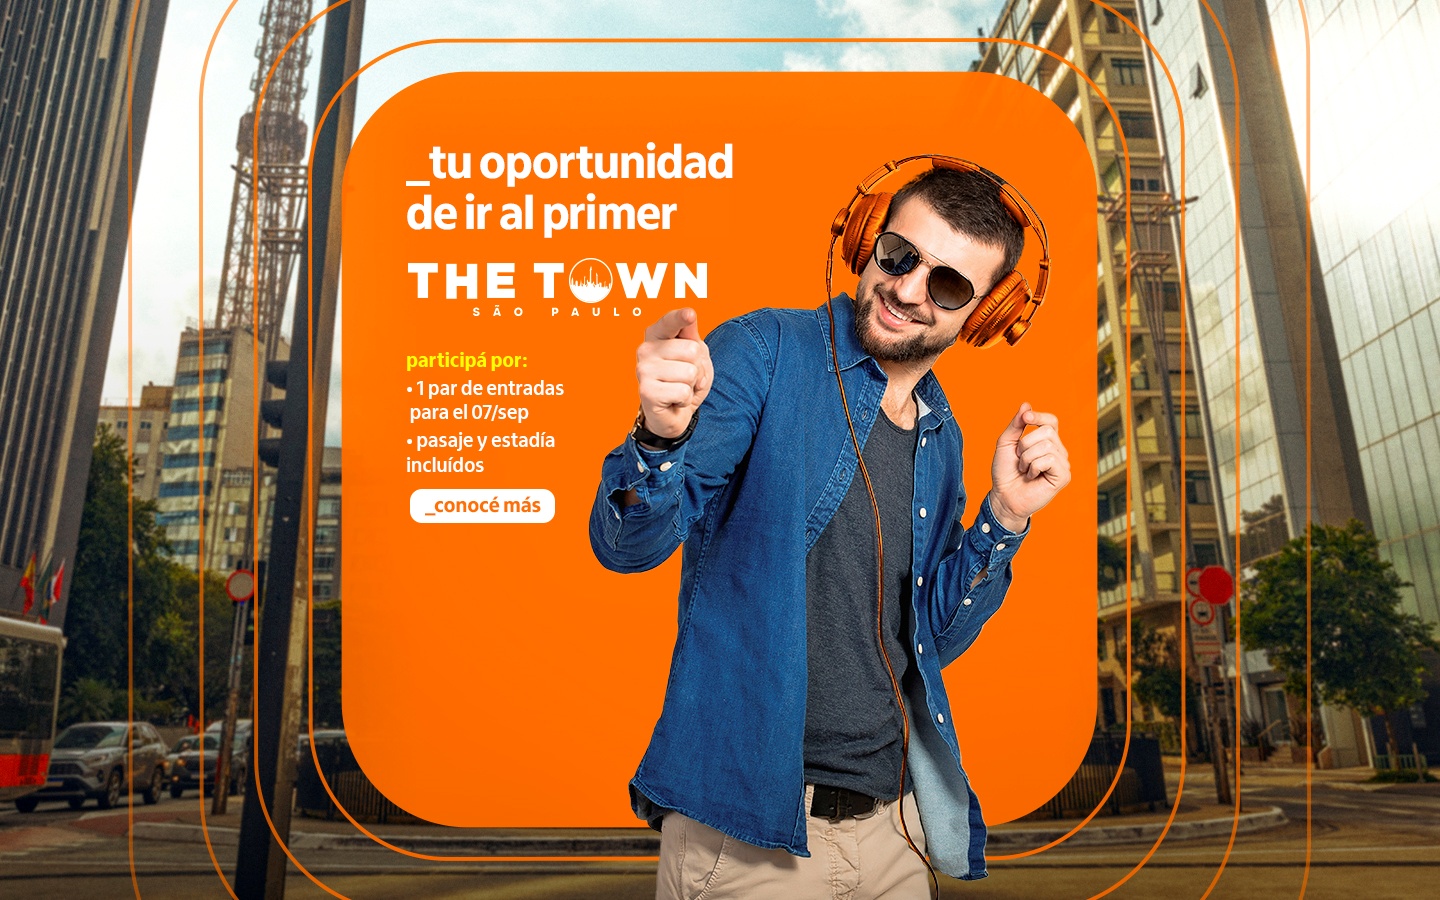 _tu oportunidad
de ir al primer
THE TOWN
SÃO PAULO
participá por:
• 1 par de entradas
para el 07/sep
• pasaje y estadía
incluídos
_conocé más